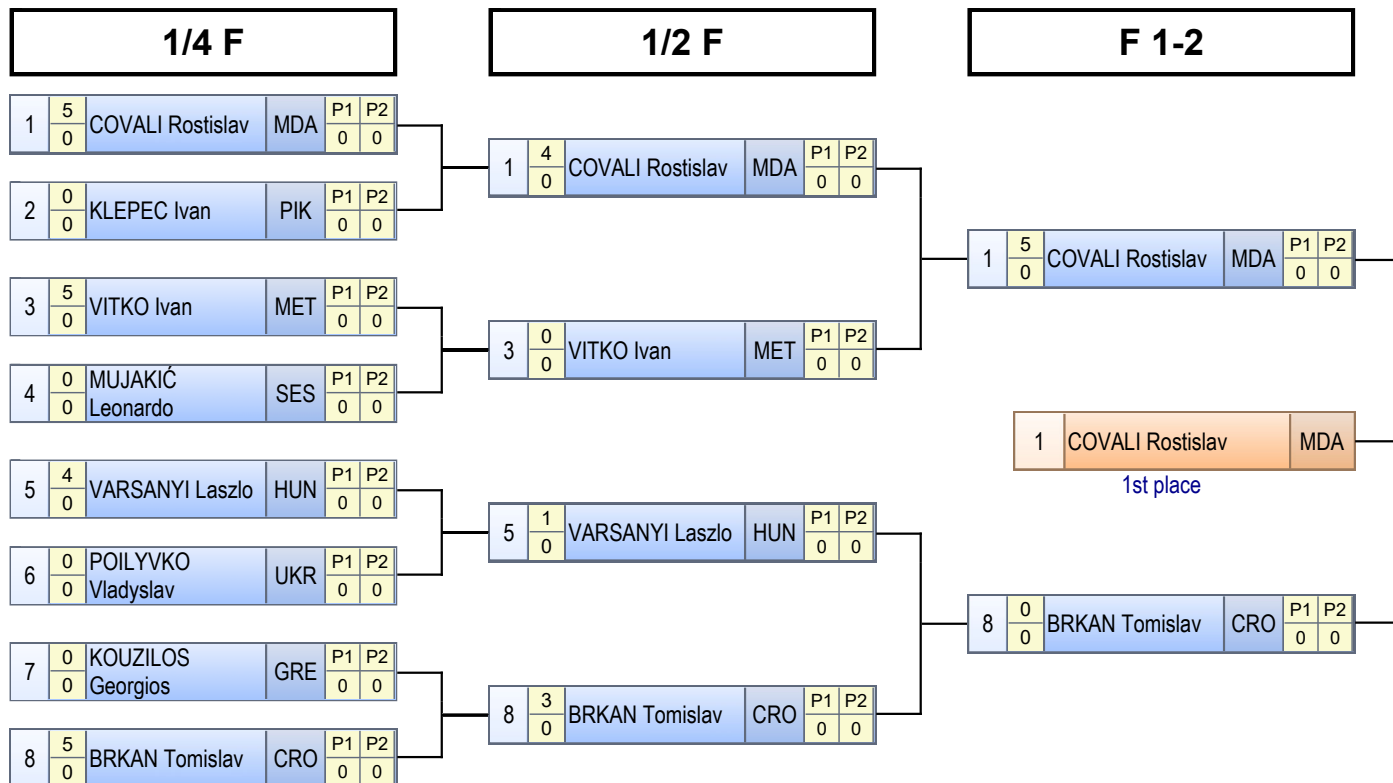 1/4 F
1/2 F
F 1-2
1 5 0 COVALI Rostislav MDA P1 P2 0 0
2 0 0 KLEPEC Ivan PIK P1 P2 0 0
3 5 0 VITKO Ivan MET P1 P2 0 0
4 0 0 MUJAKIĆ
Leonardo SES P1 P2 0 0
5 4 0 VARSANYI Laszlo HUN P1 P2 0 0
6 0 0 POILYVKO
Vladyslav UKR P1 P2 0 0
7 0 0 KOUZILOS
Georgios GRE P1 P2 0 0
8 5 0 BRKAN Tomislav CRO P1 P2 0 0
1 4 0 COVALI Rostislav MDA P1 P2 0 0
3 0 0 VITKO Ivan MET P1 P2 0 0
5 1 0 VARSANYI Laszlo HUN P1 P2 0 0
8 3 0 BRKAN Tomislav CRO P1 P2 0 0
1 5 0 COVALI Rostislav MDA P1 P2 0 0
1 COVALI Rostislav MDA
1st place
8 0 0 BRKAN Tomislav CRO P1 P2 0 0